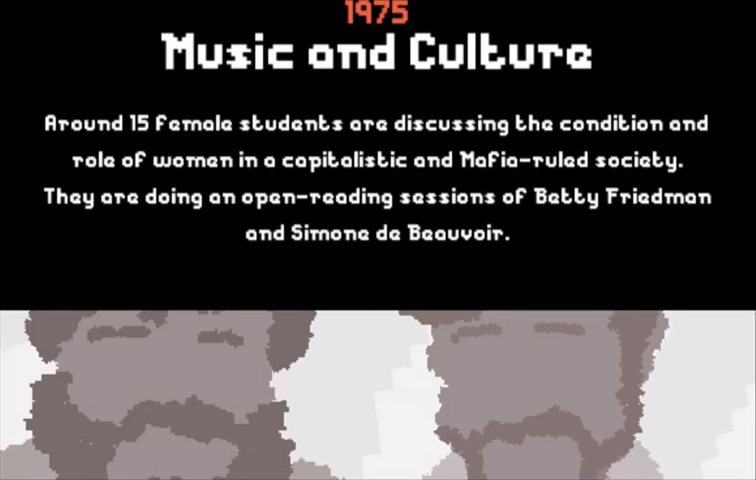 1975
Music and Culture
Around 15 female students are discussing the condition and
role of women in a capitalistic and Mafia-ruled society.
They are doing an open-reading sessions of Betty Friedman
and Simone de Beauvoir.